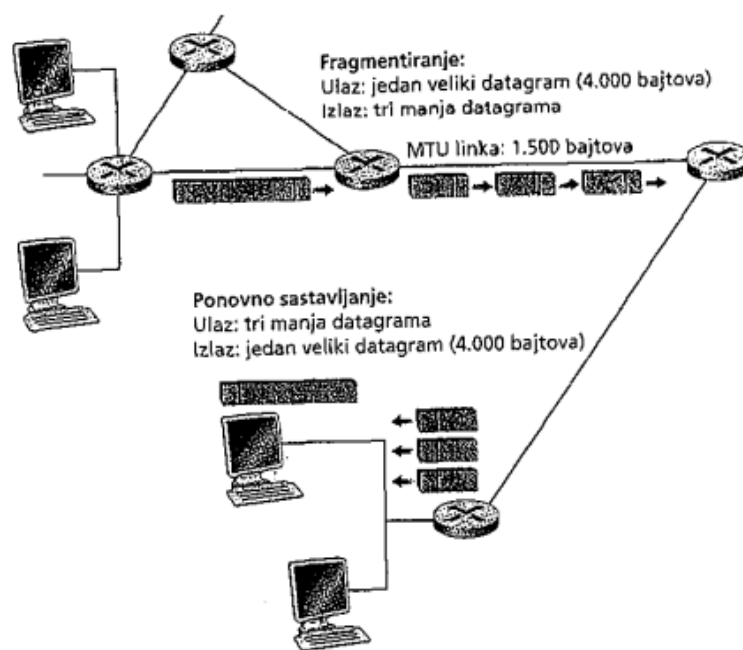 Fragmentiranje:
Ulaz: jedan veliki datagram (4.000 bajtova)
Izlaz: tri manja datagrama
MTU linka: 1.500 bajtova
Ponovno sastavljanje:
Ulaz: tri manja datagrama
Izlaz: jedan veliki datagram (4.000 bajtova)